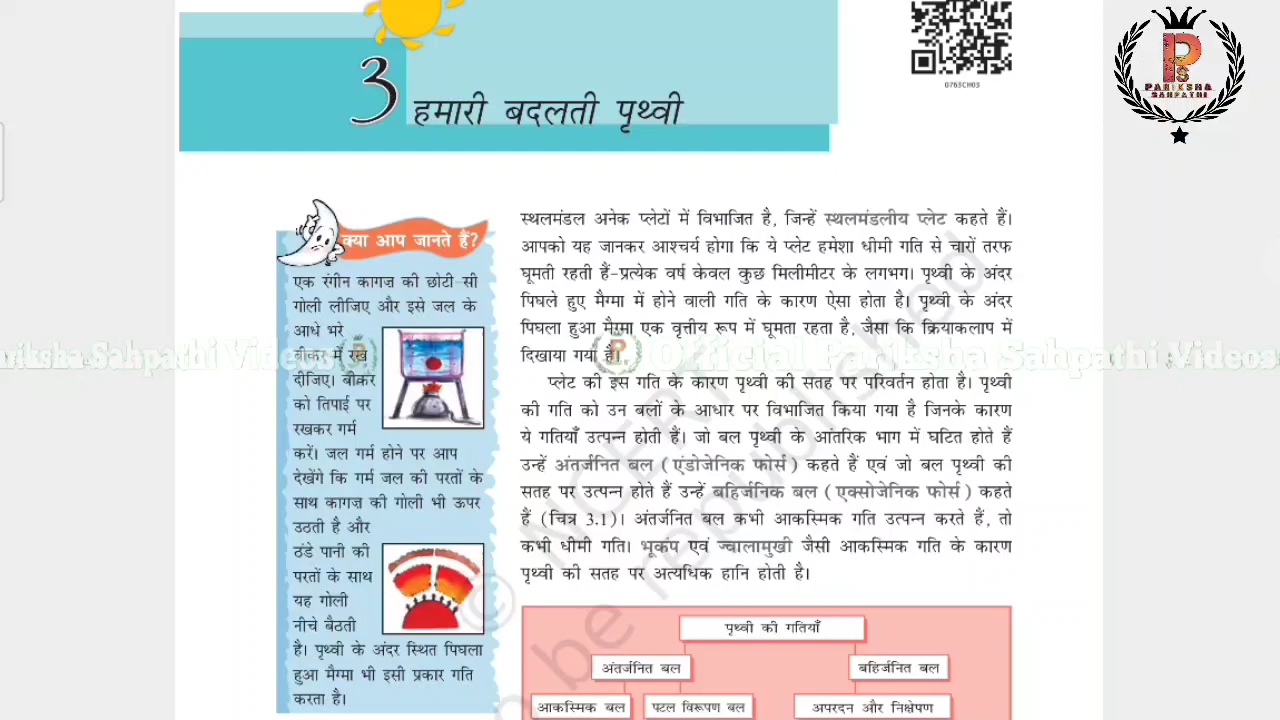 3 हमारी बदलती पृथ्वी
0763CH03
PARIKSHA
SAHPATHI
क्या आप जानते हैं?
एक रंगीन कागज़ की छोटी-सी
गोली लीजिए और इसे जल के
आधे भरे
बीकर में रख
दीजिए। बीकर
को तिपाई पर
रखकर गर्म
करें। जल गर्म होने पर आप
देखेंगे कि गर्म जल की परतों के
साथ कागज़ की गोली भी ऊपर
उठती है और
ठंडे पानी की
परतों के साथ
यह गोली
नीचे बैठती
है। पृथ्वी के अंदर स्थित पिघला
हुआ मैग्मा भी इसी प्रकार गति
करता है।
स्थलमंडल अनेक प्लेटों में विभाजित है, जिन्हें स्थलमंडलीय प्लेट कहते हैं।
आपको यह जानकर आश्चर्य होगा कि ये प्लेट हमेशा धीमी गति से चारों तरफ
घूमती रहती हैं–प्रत्येक वर्ष केवल कुछ मिलीमीटर के लगभग। पृथ्वी के अंदर
पिघले हुए मैग्मा में होने वाली गति के कारण ऐसा होता है। पृथ्वी के अंदर
पिघला हुआ मैग्मा एक वृत्तीय रूप में घूमता रहता है, जैसा कि क्रियाकलाप में
दिखाया गया है।
प्लेट की इस गति के कारण पृथ्वी की सतह पर परिवर्तन होता है। पृथ्वी
की गति को उन बलों के आधार पर विभाजित किया गया है जिनके कारण
ये गतियाँ उत्पन्न होती हैं। जो बल पृथ्वी के आंतरिक भाग में घटित होते हैं
उन्हें अंतर्जनित बल (एंडोजेनिक फोर्स) कहते हैं एवं जो बल पृथ्वी की
सतह पर उत्पन्न होते हैं उन्हें बहिर्जनिक बल (एक्सोजेनिक फोर्स) कहते
हैं (चित्र 3.1)। अंतर्जनित बल कभी आकस्मिक गति उत्पन्न करते हैं, तो
कभी धीमी गति। भूकंप एवं ज्वालामुखी जैसी आकस्मिक गति के कारण
पृथ्वी की सतह पर अत्यधिक हानि होती है।
पृथ्वी की गतियाँ
अंतर्जनित बल
बहिर्जनित बल
आकस्मिक बल
पटल विरूपण बल
अपरदन और निक्षेपण
ariksha Sahpathi Videos
Official Pariksha Sahpathi Videos
© NCERT
be republished